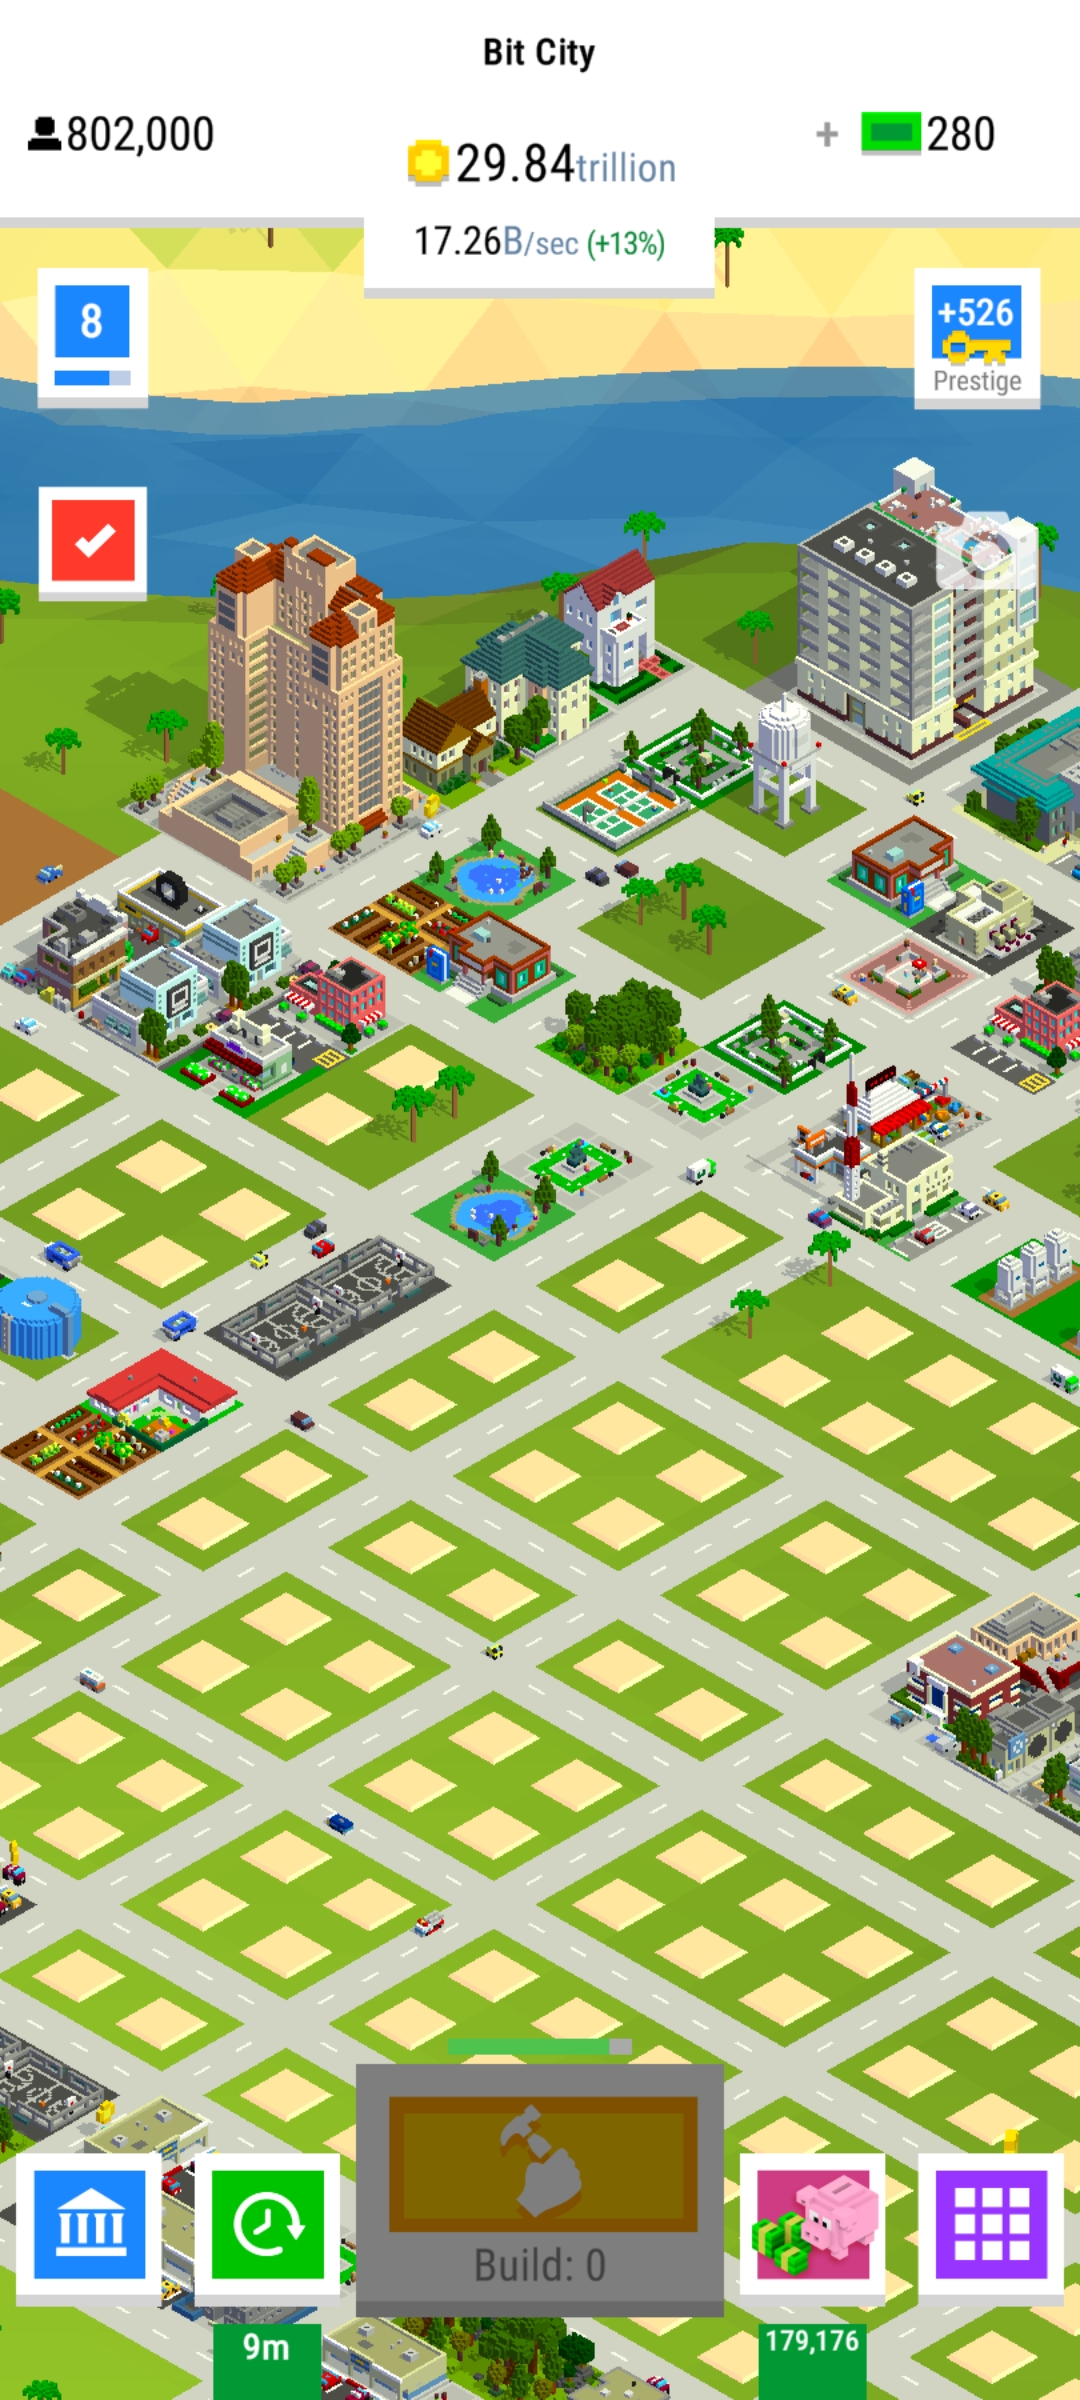 Bit City
802,000
29.84trillion
+ 280
17.26B/sec (+13%)
8
+526
Prestige
Build: 0
9m
179,176